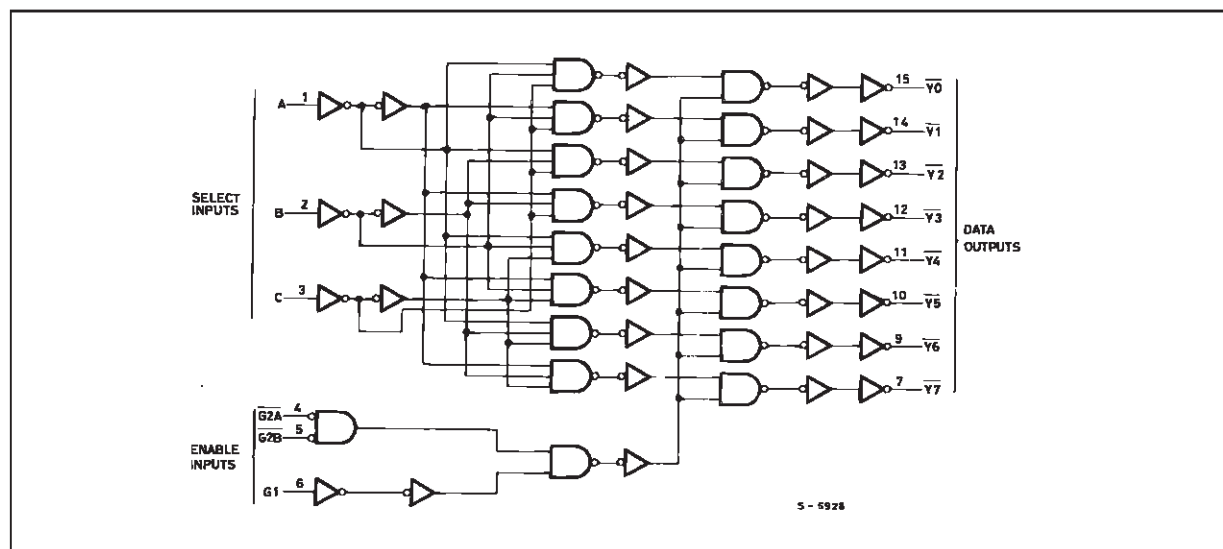 SELECT
INPUTS
A 1
B 2
C 3
ENABLE
INPUTS
G2A 4
G2B 5
G1 6
15 Y0
14 Y1
13 Y2
12 Y3
11 Y4
10 Y5
9 Y6
7 Y7
DATA
OUTPUTS
S - 5928